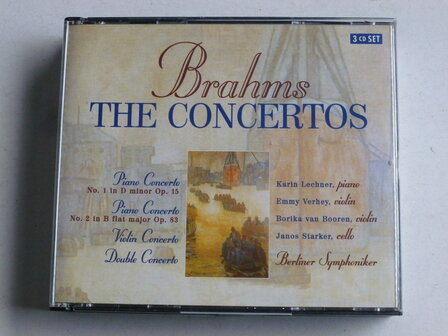 3 CD SET
Brahms
THE CONCERTOS
Piano Concerto
No. 1 in D minor Op. 15
Piano Concerto
No. 2 in B flat major Op. 83
Violin Concerto
Double Concerto
Karin Lechner, piano
Emmy Verhey, violin
Borika van Booren, violin
Janos Starker, cello
Berliner Symphoniker